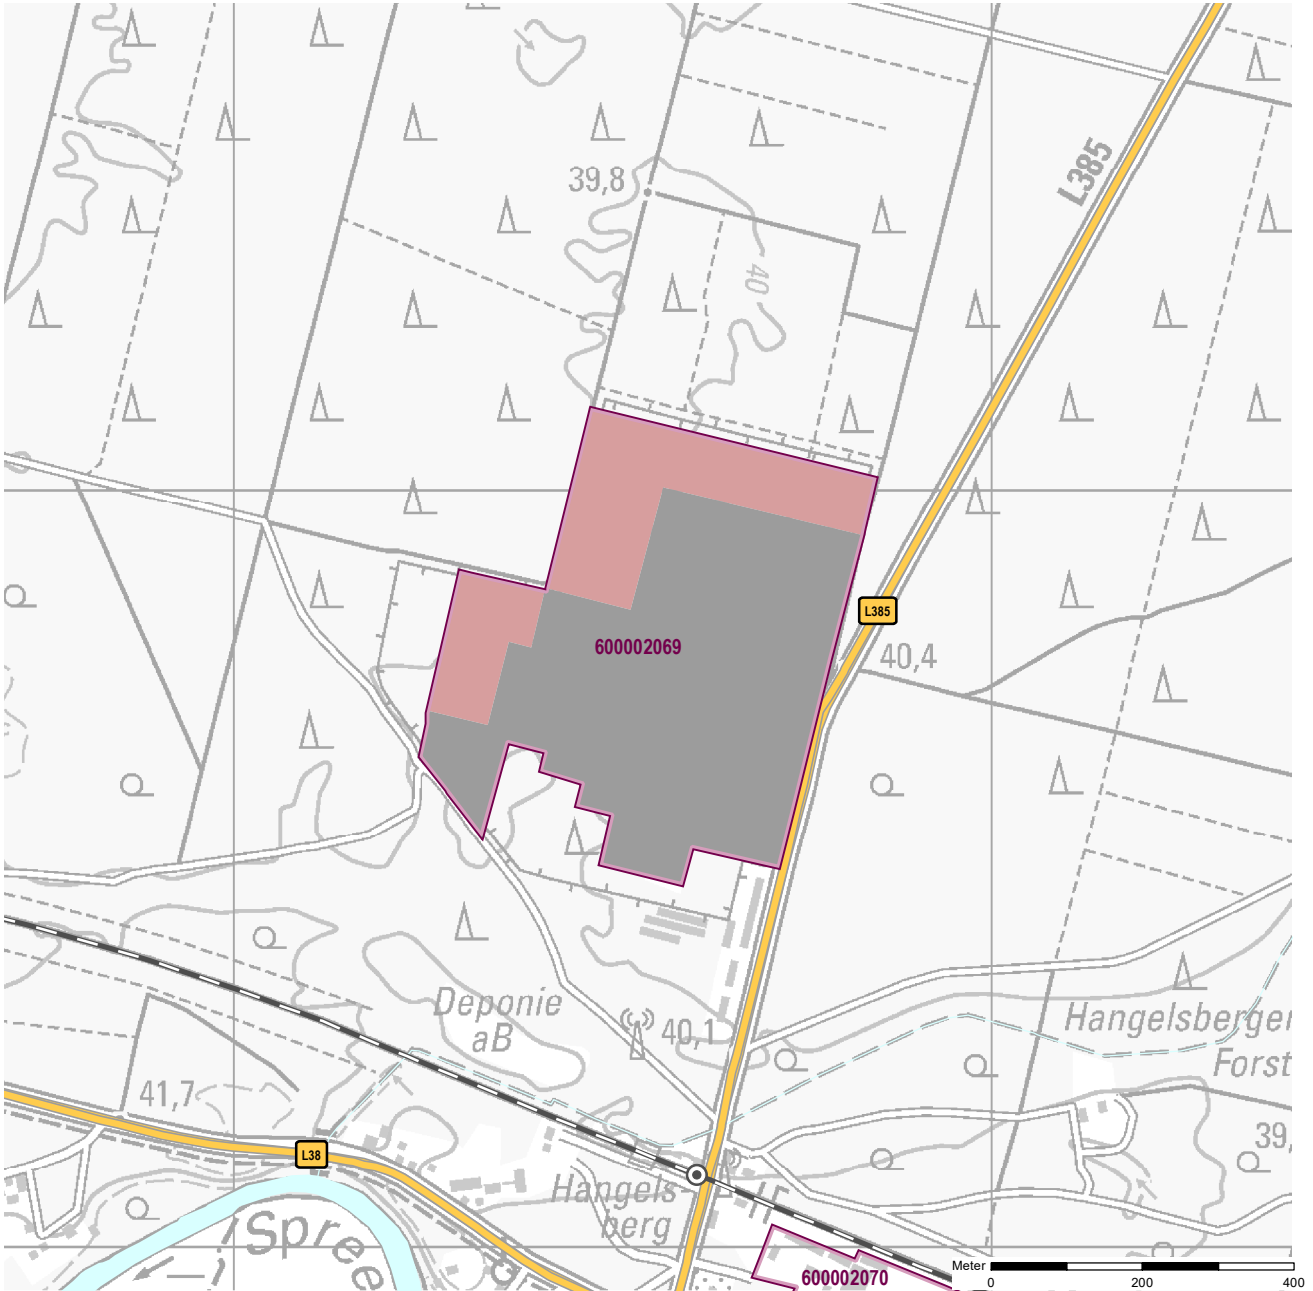 L385
39,8
40
L385
600002069
40,4
Deponie
aB
40,1
Hangelsberger
Forst
41,7
39,
L38
Hangels-
berg
Spree
600002070
Meter
0
200
400